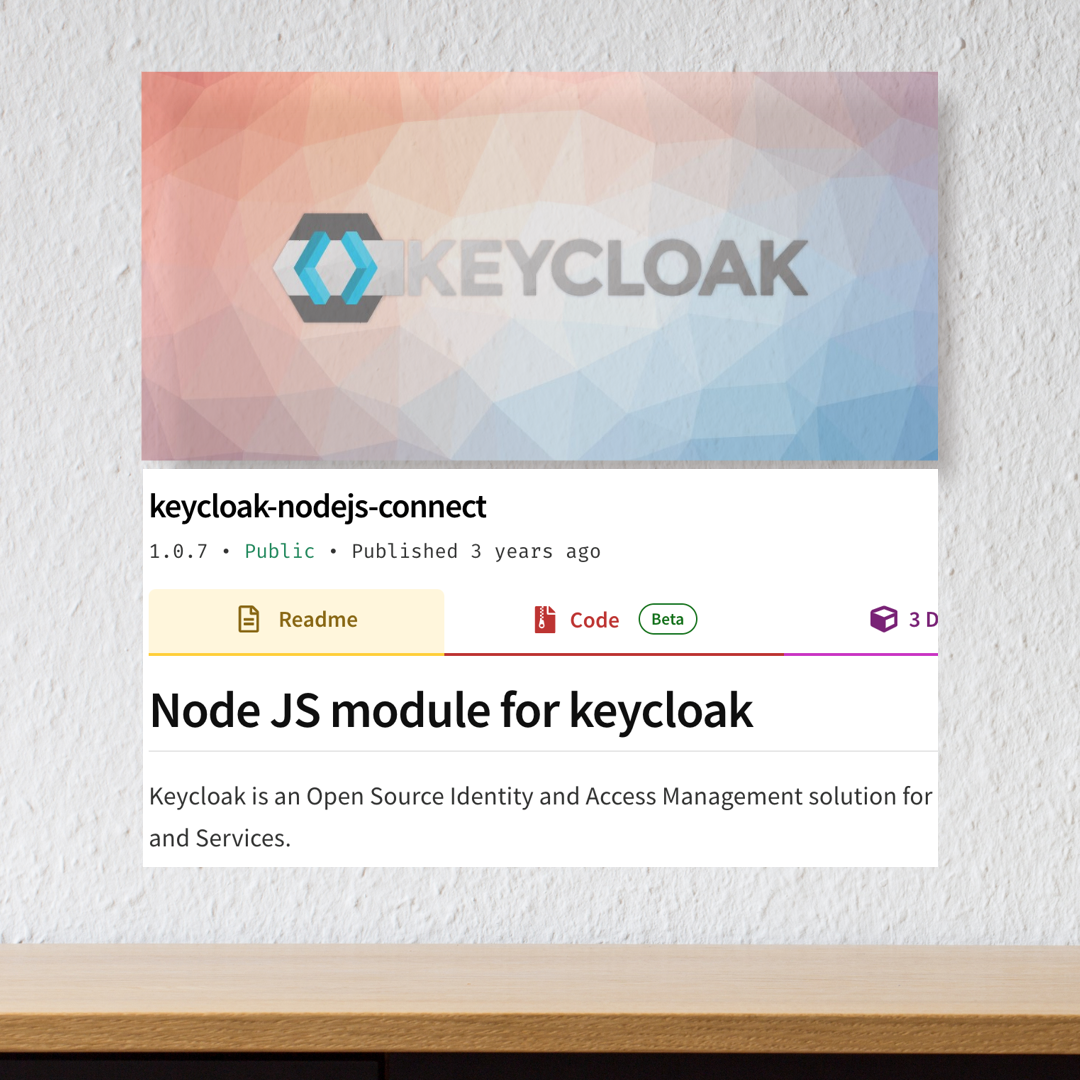 KEYCLOAK
keycloak-nodejs-connect
1.0.7 • Public • Published 3 years ago
Readme
Code
Beta
3 D
Node JS module for keycloak
Keycloak is an Open Source Identity and Access Management solution for
and Services.